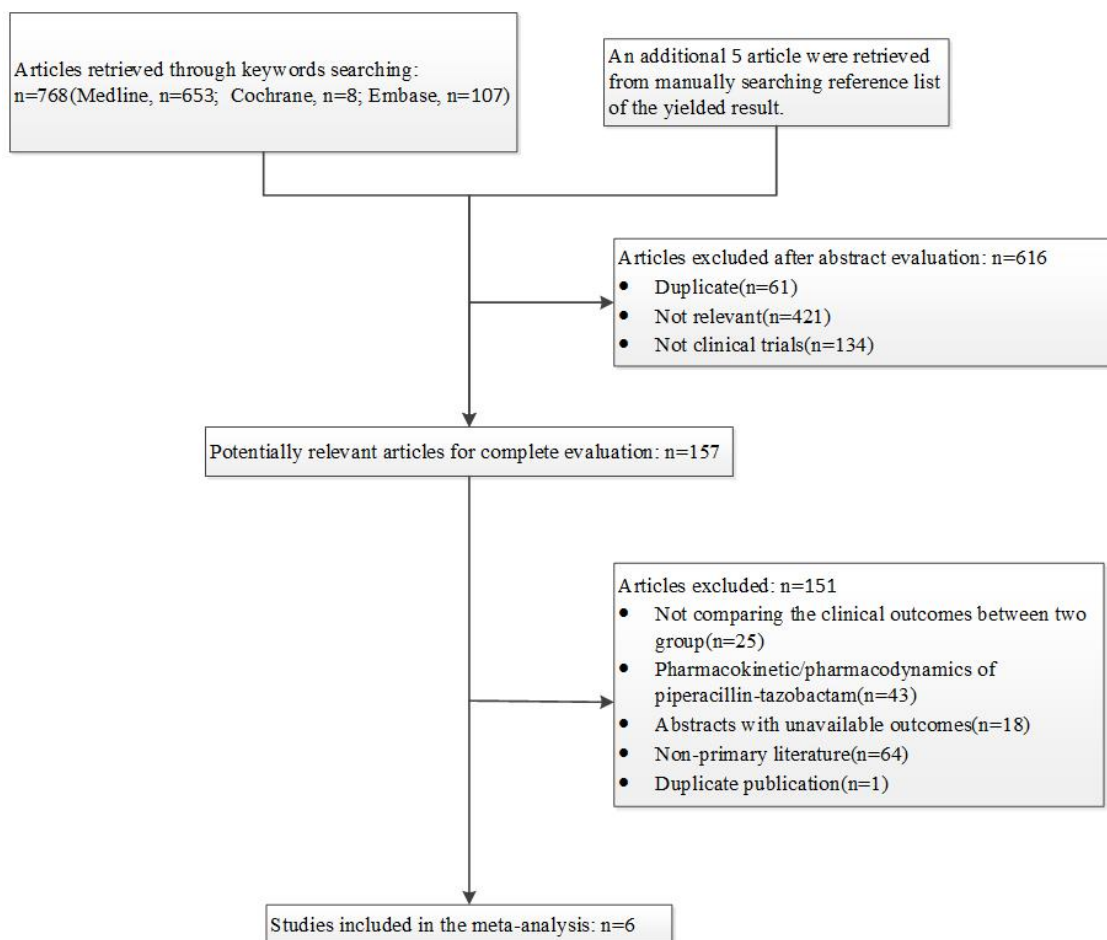 Articles retrieved through keywords searching:
n=768(Medline, n=653; Cochrane, n=8; Embase, n=107)
An additional 5 article were retrieved
from manually searching reference list
of the yielded result.
Articles excluded after abstract evaluation: n=616
• Duplicate(n=61)
• Not relevant(n=421)
• Not clinical trials(n=134)
Potentially relevant articles for complete evaluation: n=157
Articles excluded: n=151
• Not comparing the clinical outcomes between two
group(n=25)
• Pharmacokinetic/pharmacodynamics of
piperacillin-tazobactam(n=43)
• Abstracts with unavailable outcomes(n=18)
• Non-primary literature(n=64)
• Duplicate publication(n=1)
Studies included in the meta-analysis: n=6